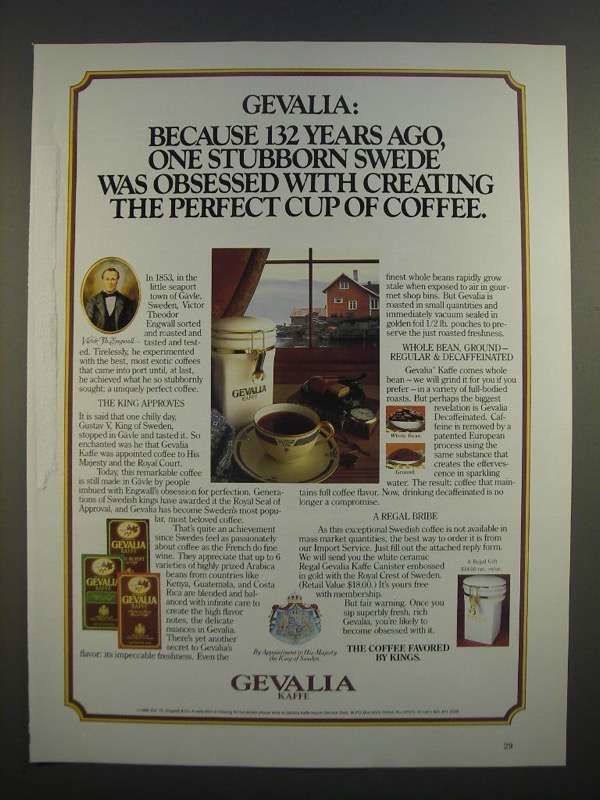 GEVALIA:
BECAUSE 132 YEARS AGO,
ONE STUBBORN SWEDE
WAS OBSESSED WITH CREATING
THE PERFECT CUP OF COFFEE.
In 1853, in the
little seaport
town of Gävle,
Sweden, Victor
Theodor
Engwall sorted
and roasted and
tasted and test-
ed. Tirelessly, he experimented
with the best, most exotic coffees
that came into port until, at last,
he achieved what he so stubbornly
sought: a uniquely perfect coffee.
THE KING APPROVES
It is said that one chilly day,
Gustav V, King of Sweden,
stopped in Gävle and tasted it. So
enchanted was he that Gevalia
Kaffe was appointed coffee to His
Majesty and the Royal Court.
Today, this remarkable coffee
is still made in Gävle by people
imbued with Engwall's obsession for perfection. Genera-
tions of Swedish kings have awarded it the Royal Seal of
Approval, and Gevalia has become Sweden's most popu-
lar, most beloved coffee.
That's quite an achievement
since Swedes feel as passionately
about coffee as the French do fine
wine. They appreciate that up to 6
varieties of highly prized Arabica
beans from countries like
Kenya, Guatemala, and Costa
Rica are blended and bal-
anced with infinite care to
create the high flavor
notes, the delicate
nuances in Gevalia.
There's yet another
secret to Gevalia's
flavor: its impeccable freshness. Even the
GEVALIA
KAFFE
GEVALIA
KAFFE
GEVALIA
KAFFE
GEVALIA
KAFFE
finest whole beans rapidly grow
stale when exposed to air in gour-
met shop bins. But Gevalia is
roasted in small quantities and
immediately vacuum sealed in
golden foil 1/2 lb. pouches to pre-
serve the just roasted freshness.
WHOLE BEAN, GROUND—
REGULAR & DECAFFEINATED
Gevalia® Kaffe comes whole
bean—we will grind it for you if you
prefer—in a variety of full-bodied
roasts. But perhaps the biggest
revelation is Gevalia
Decaffeinated. Caf-
feine is removed by a
patented European
process using the
same substance that
creates the efferves-
cence in sparkling
water. The result: coffee that main-
tains full coffee flavor. Now, drinking decaffeinated is no
longer a compromise.
Whole Bean
Ground
A REGAL BRIBE
As this exceptional Swedish coffee is not available in
mass market quantities, the best way to order it is from
our Import Service. Just fill out the attached reply form.
We will send you the white ceramic
Regal Gevalia Kaffe Canister embossed
in gold with the Royal Crest of Sweden.
(Retail Value $18.00.) It's yours free
with membership.
But fair warning. Once you
sip superbly fresh, rich
Gevalia, you're likely to
become obsessed with it.
THE COFFEE FAVORED
BY KINGS.
A Regal Gift
By Appointment to His Majesty
the King of Sweden.
GEVALIA
KAFFE
29